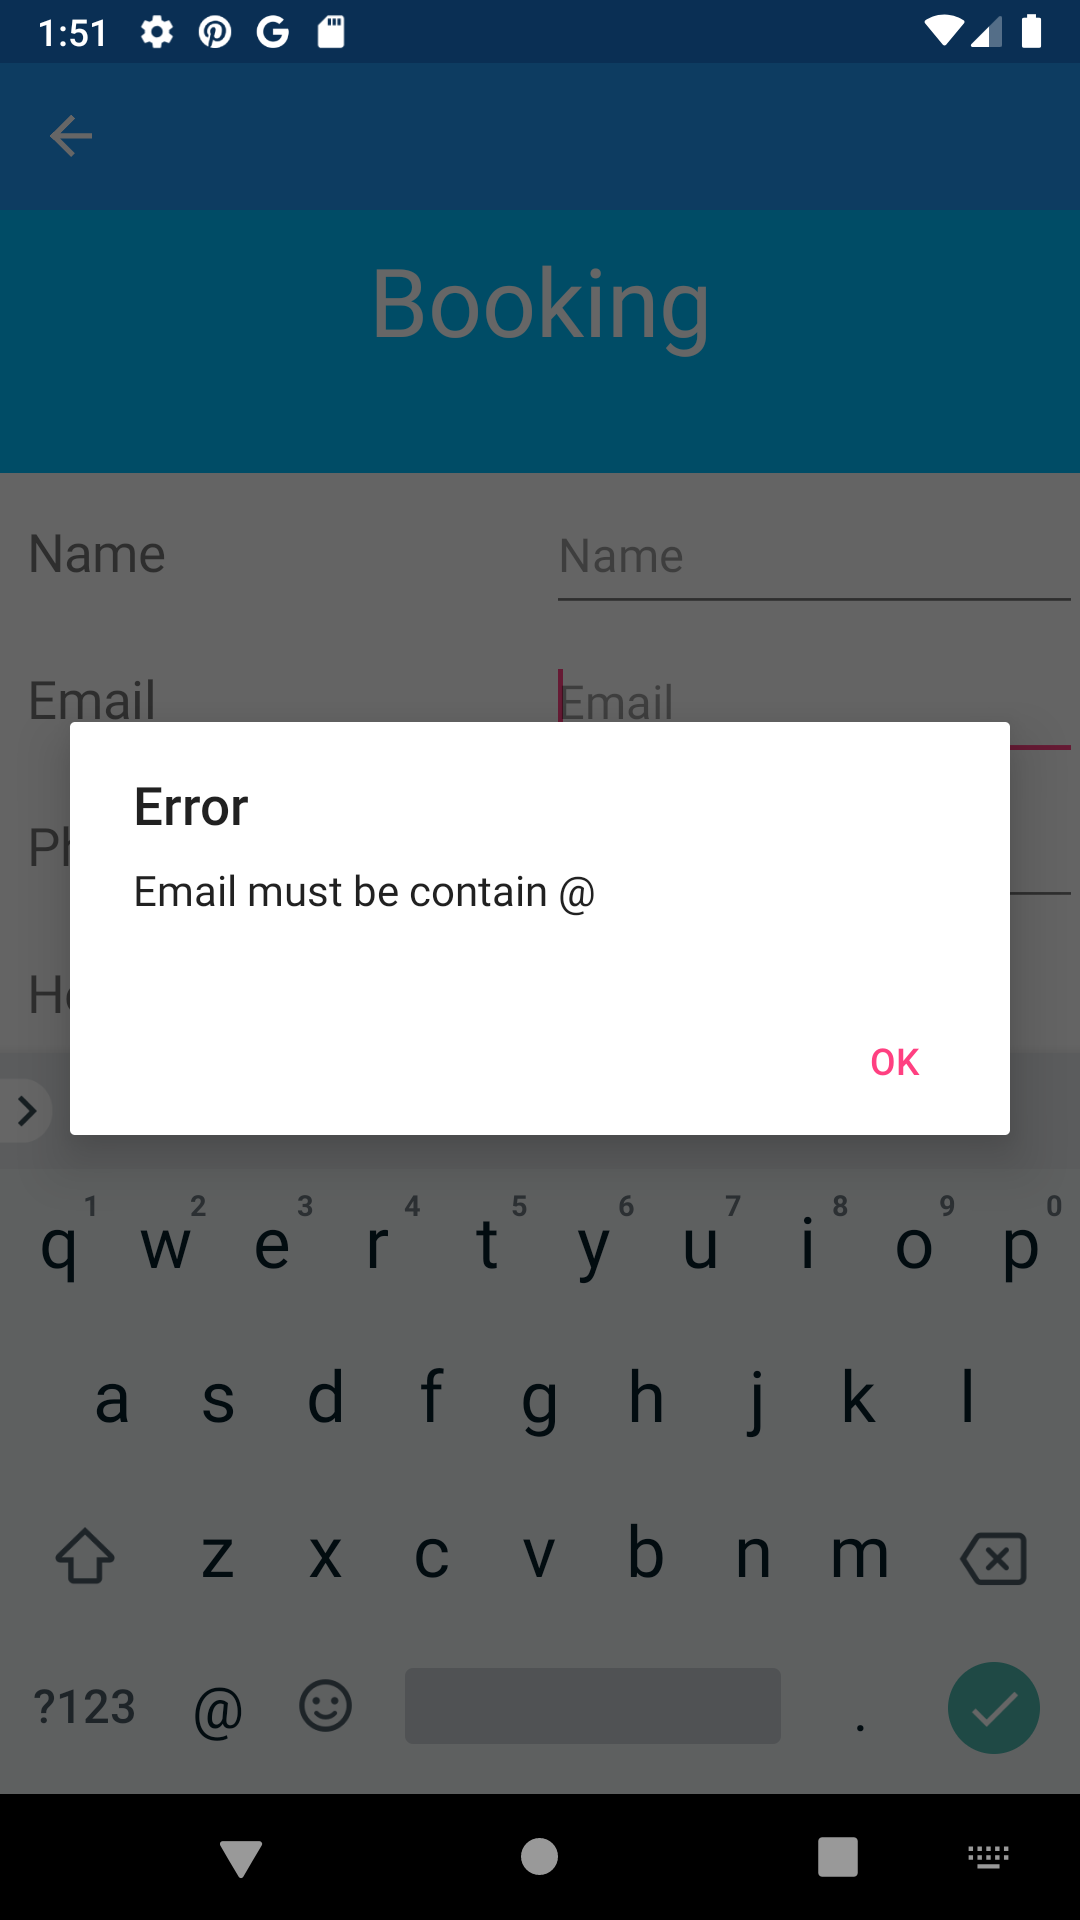 1:51
Booking
Name Name
Email Email
Error
Email must be contain @
OK
1 2 3 4 5 6 7 8 9 0
q w e r t y u i o p
a s d f g h j k l
z x c v b n m
?123 @ .